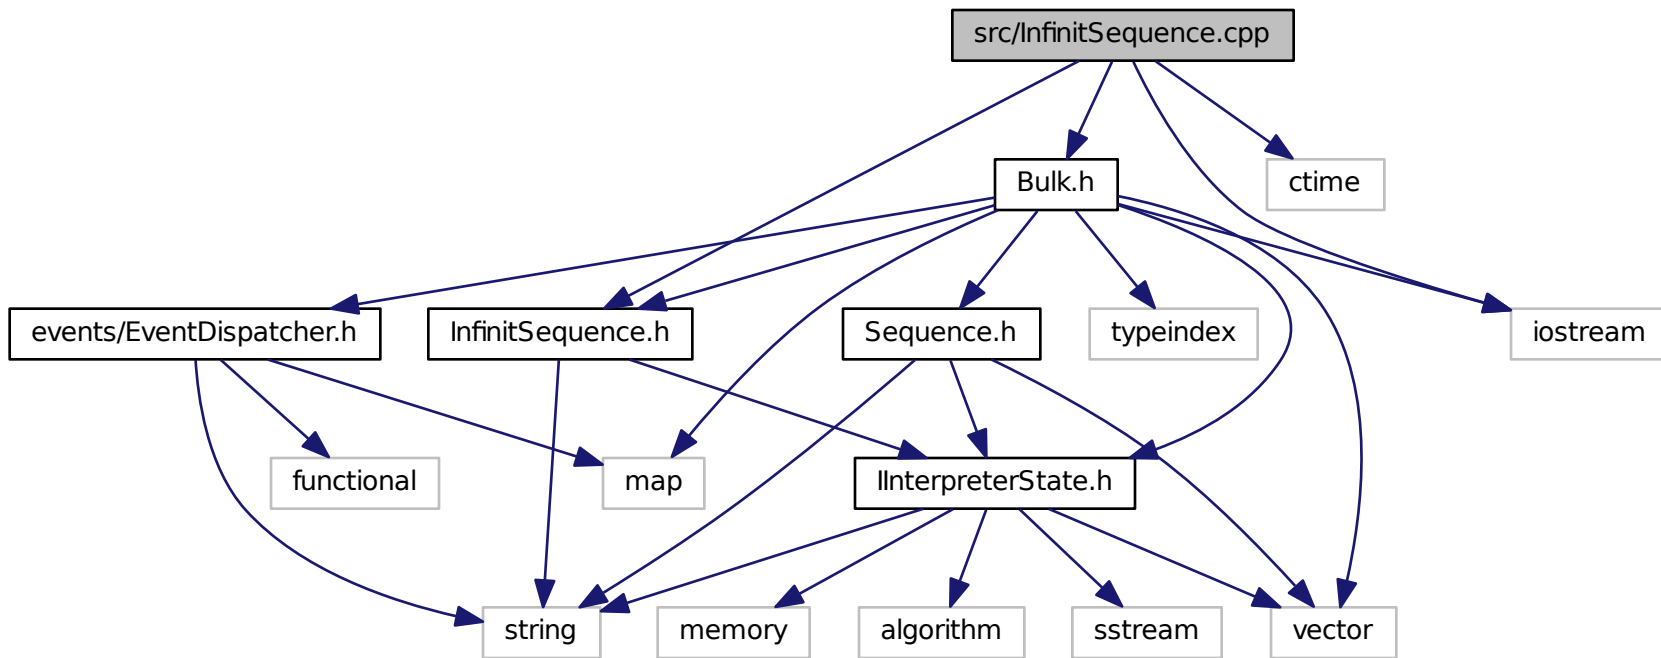 src/InfinitSequence.cpp
Bulk.h
ctime
events/EventDispatcher.h
InfinitSequence.h
Sequence.h
typeindex
iostream
functional
map
IInterpreterState.h
string
memory
algorithm
sstream
vector